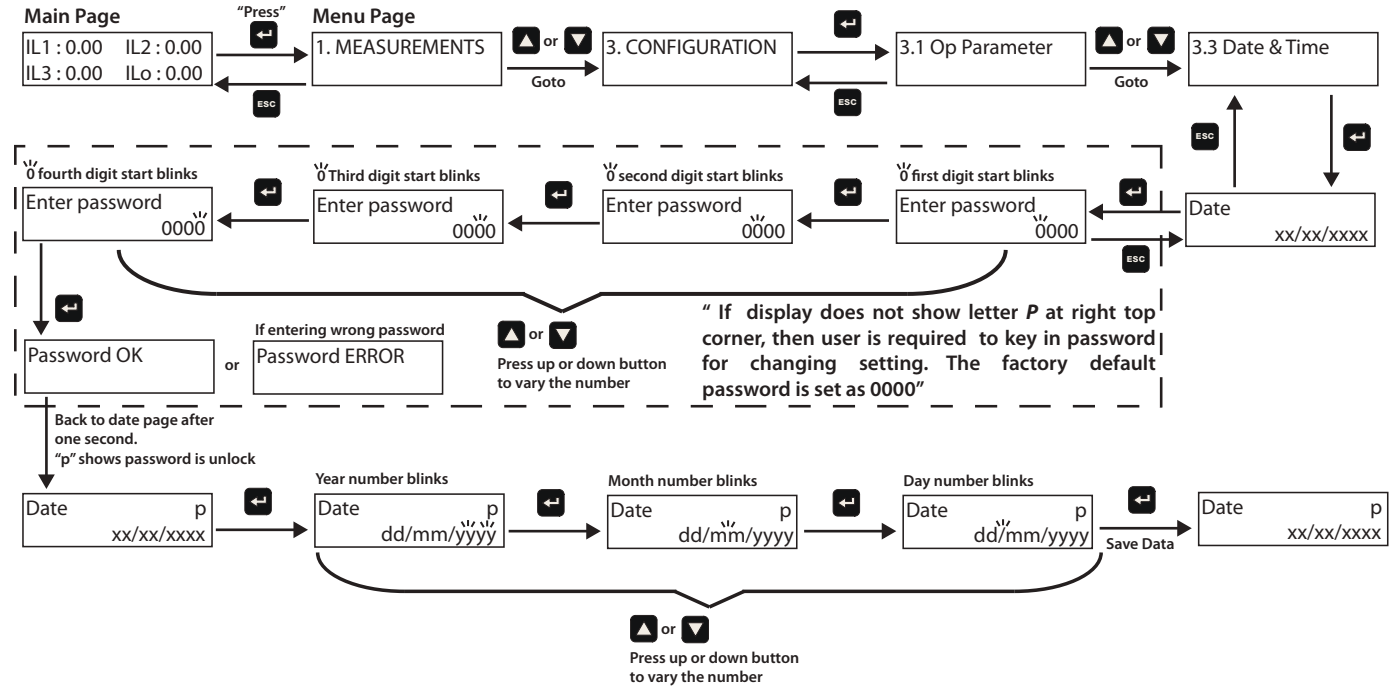 Main Page
"Press"
Menu Page
IL1 : 0.00 IL2 : 0.00
IL3 : 0.00 ILo : 0.00
ESC
1. MEASUREMENTS
or
Goto
3. CONFIGURATION
ESC
3.1 Op Parameter
or
Goto
3.3 Date & Time
ESC
0 fourth digit start blinks
Enter password
0000
0 Third digit start blinks
Enter password
0000
0 second digit start blinks
Enter password
0000
0 first digit start blinks
Enter password
0000
ESC
Date
xx/xx/xxxx
Password OK
or
If entering wrong password
Password ERROR
or
Press up or down button
to vary the number
" If display does not show letter P at right top
corner, then user is required to key in password
for changing setting. The factory default
password is set as 0000"
Back to date page after
one second.
"p" shows password is unlock
Date p
xx/xx/xxxx
Year number blinks
Date p
dd/mm/yyyy
Month number blinks
Date p
dd/mm/yyyy
Day number blinks
Date p
dd/mm/yyyy
Save Data
Date p
xx/xx/xxxx
or
Press up or down button
to vary the number